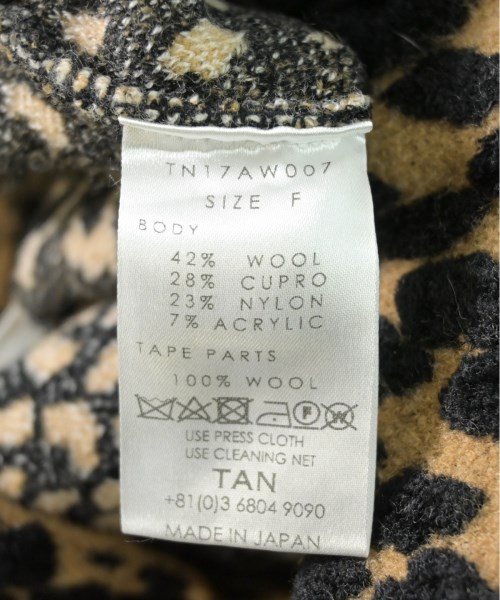 TN17AW007
SIZE F
BODY
42% WOOL
28% CUPRO
23% NYLON
7% ACRYLIC
TAPE PARTS
100% WOOL
F W
USE PRESS CLOTH
USE CLEANING NET
TAN
+81(0)3 6804 9090
MADE IN JAPAN